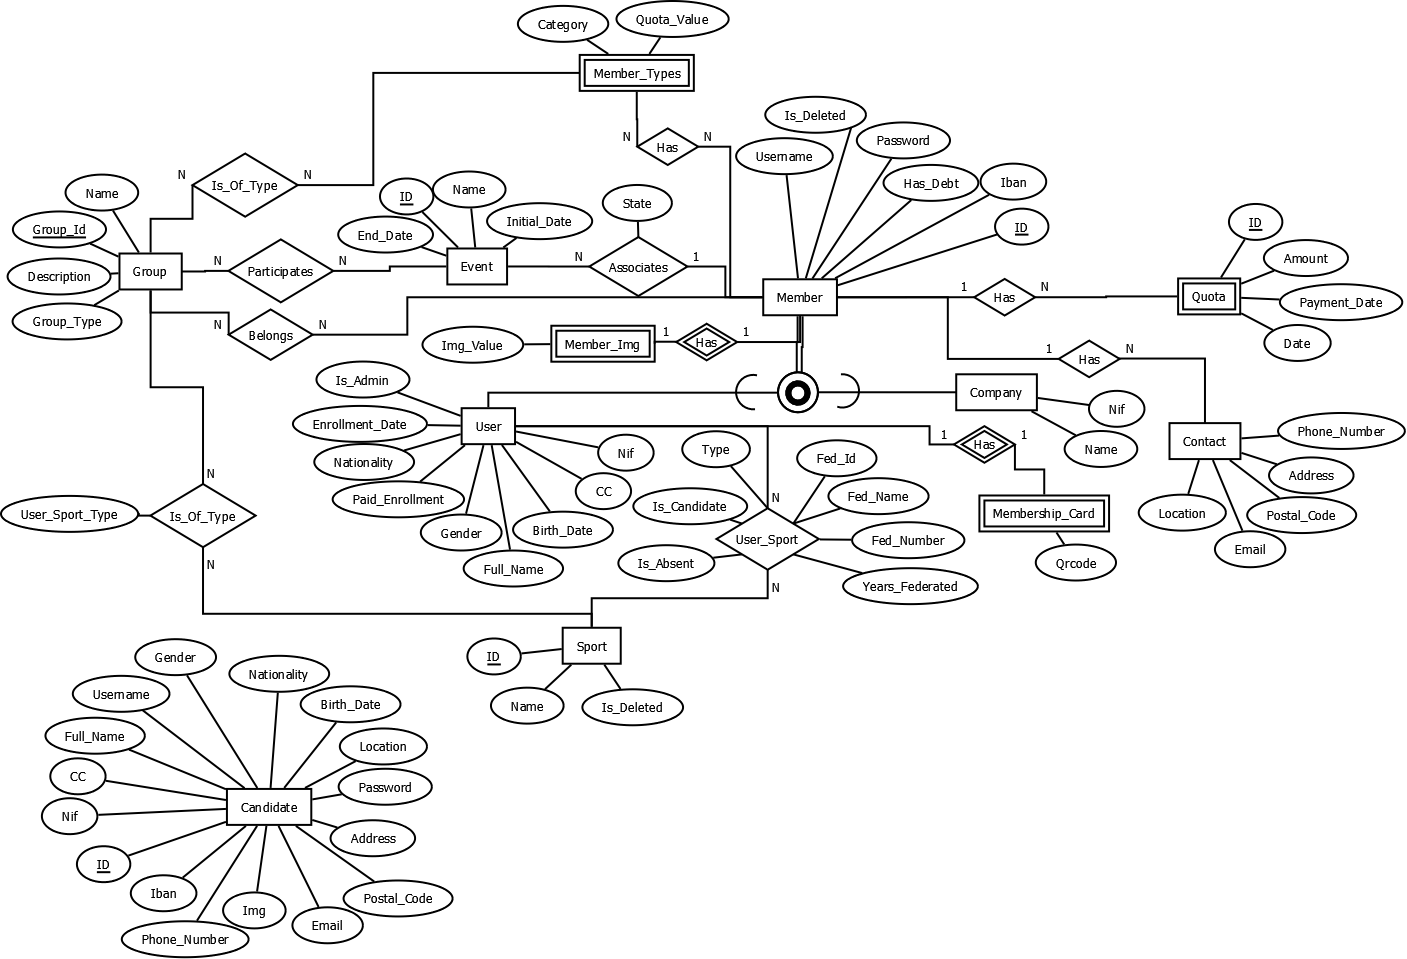 Category
Quota_Value
Member_Types
N
Has
N
Is_Deleted
Username
Password
Has_Debt
Iban
ID
N
Is_Of_Type
N
Name
Group_Id
Description
Group_Type
Group
N
Participates
N
ID
Name
Initial_Date
End_Date
Event
State
N
Associates
1
Member
1
Has
N
ID
Amount
Payment_Date
Date
Quota
N
Belongs
N
Img_Value
Member_Img
1
Has
1
1
Has
N
Is_Admin
Enrollment_Date
Nationality
Paid_Enrollment
Gender
Full_Name
Birth_Date
CC
Nif
User
Company
Nif
Name
1
Has
1
Membership_Card
Qrcode
Contact
Phone_Number
Address
Postal_Code
Email
Location
Type
Fed_Id
Fed_Name
Is_Candidate
N
User_Sport
Fed_Number
Is_Absent
Years_Federated
N
N
User_Sport_Type
Is_Of_Type
N
Sport
ID
Name
Is_Deleted
Gender
Nationality
Username
Birth_Date
Full_Name
Location
CC
Password
Nif
Candidate
Address
ID
Iban
Img
Postal_Code
Email
Phone_Number